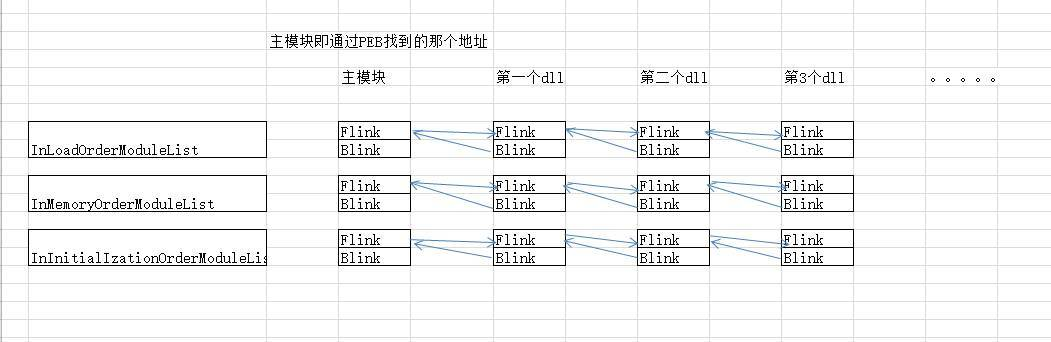 主模块即通过PEB找到的那个地址
主模块 第一个dll 第二个dll 第3个dll 。。。。。
Flink Flink Flink Flink
InLoadOrderModuleList Blink Blink Blink Blink
Flink Flink Flink Flink
InMemoryOrderModuleList Blink Blink Blink Blink
Flink Flink Flink Flink
InInitialIzationOrderModuleLis Blink Blink Blink Blink